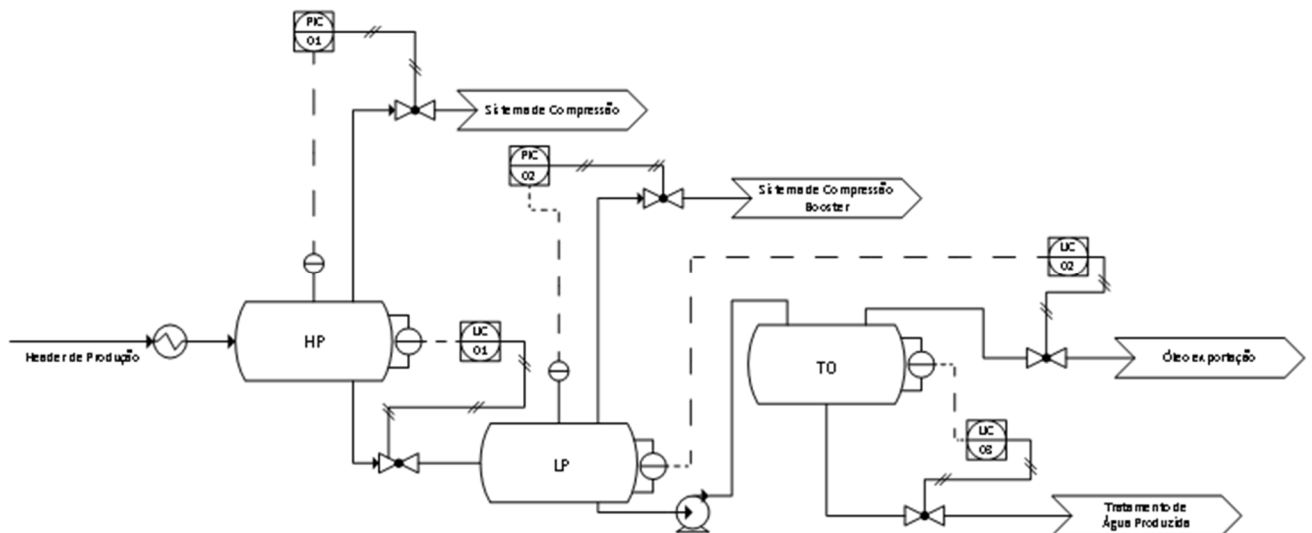 PIC
01
Sistema de Compressão
PIC
02
Sistema de Compressão
Booster
LIC
02
HP
LIC
01
Header de Produção
TO
Óleo exportação
LIC
03
LP
Tratamento de
Água Produzida